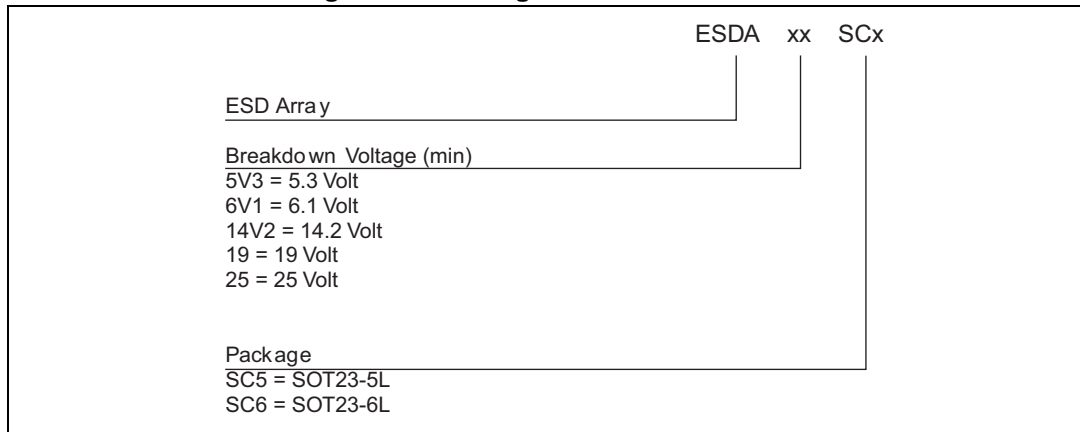 ESDA xx SCx
ESD Array
Breakdown Voltage (min)
5V3 = 5.3 Volt
6V1 = 6.1 Volt
14V2 = 14.2 Volt
19 = 19 Volt
25 = 25 Volt
Package
SC5 = SOT23-5L
SC6 = SOT23-6L